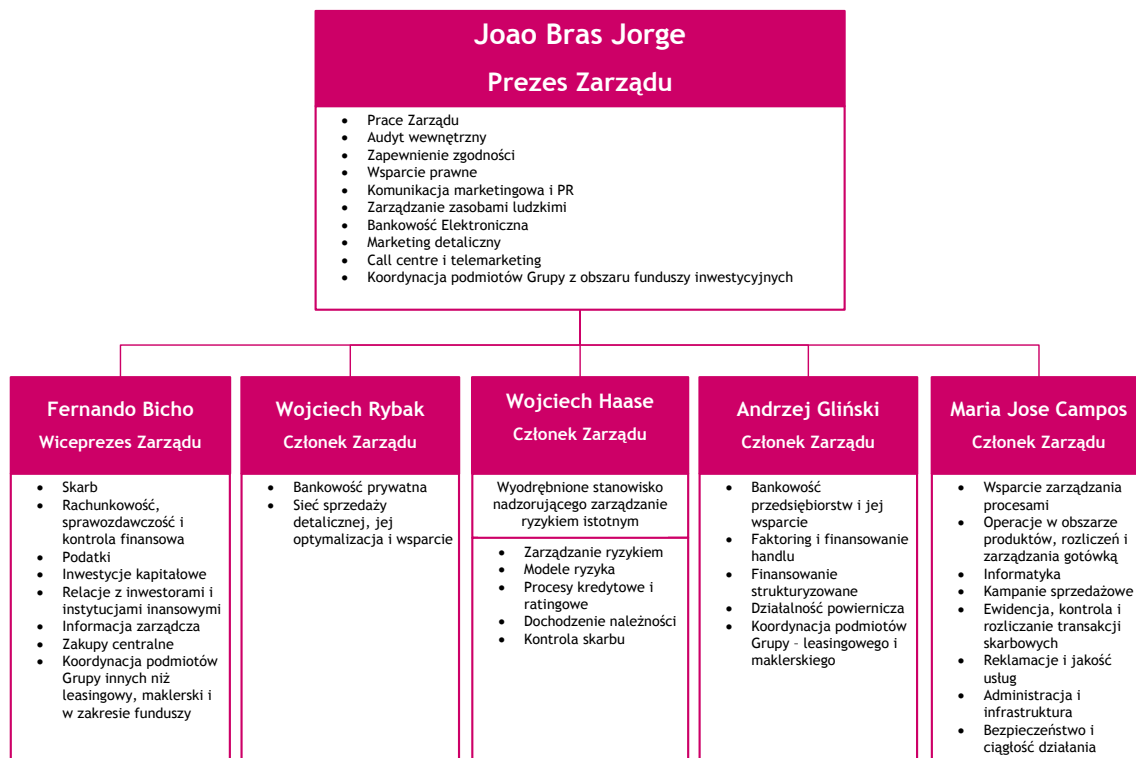 Joao Bras Jorge
Prezes Zarządu
• Prace Zarządu
• Audyt wewnętrzny
• Zapewnienie zgodności
• Wsparcie prawne
• Komunikacja marketingowa i PR
• Zarządzanie zasobami ludzkimi
• Bankowość Elektroniczna
• Marketing detaliczny
• Call centre i telemarketing
• Koordynacja podmiotów Grupy z obszaru funduszy inwestycyjnych
Fernando Bicho
Wiceprezes Zarządu
• Skarb
• Rachunkowość,
sprawozdawczość i
kontrola finansowa
• Podatki
• Inwestycje kapitałowe
• Relacje z inwestorami i
instytucjami inansowymi
• Informacja zarządcza
• Zakupy centralne
• Koordynacja podmiotów
Grupy innych niż
leasingowy, maklerski i
w zakresie funduszy
Wojciech Rybak
Członek Zarządu
• Bankowość prywatna
• Sieć sprzedaży
detalicznej, jej
optymalizacja i wsparcie
Wojciech Haase
Członek Zarządu
Wyodrębnione stanowisko
nadzorującego zarządzanie
ryzykiem istotnym
• Zarządzanie ryzykiem
• Modele ryzyka
• Procesy kredytowe i
ratingowe
• Dochodzenie należności
• Kontrola skarbu
Andrzej Gliński
Członek Zarządu
• Bankowość
przedsiębiorstw i jej
wsparcie
• Faktoring i finansowanie
handlu
• Finansowanie
strukturyzowane
• Działalność powiernicza
• Koordynacja podmiotów
Grupy – leasingowego i
maklerskiego
Maria Jose Campos
Członek Zarządu
• Wsparcie zarządzania
procesami
• Operacje w obszarze
produktów, rozliczeń i
zarządzania gotówką
• Informatyka
• Kampanie sprzedażowe
• Ewidencja, kontrola i
rozliczanie transakcji
skarbowych
• Reklamacje i jakość
usług
• Administracja i
infrastruktura
• Bezpieczeństwo i
ciągłość działania